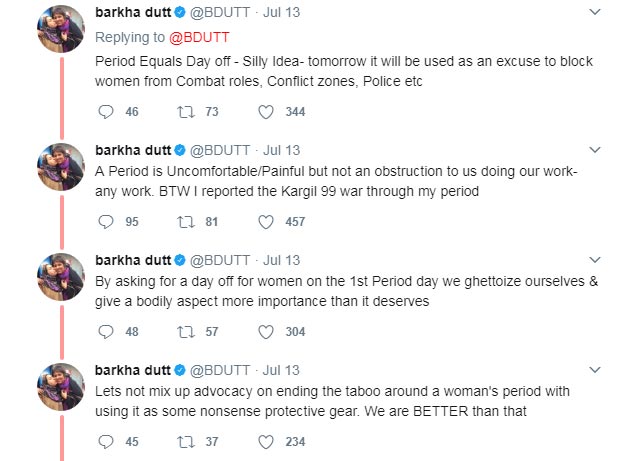 barkha dutt @BDUTT · Jul 13
Replying to @BDUTT
Period Equals Day off - Silly Idea- tomorrow it will be used as an excuse to block
women from Combat roles, Conflict zones, Police etc
46 73 344
barkha dutt @BDUTT · Jul 13
A Period is Uncomfortable/Painful but not an obstruction to us doing our work-
any work. BTW I reported the Kargil 99 war through my period
95 81 457
barkha dutt @BDUTT · Jul 13
By asking for a day off for women on the 1st Period day we ghettoize ourselves &
give a bodily aspect more importance than it deserves
48 57 304
barkha dutt @BDUTT · Jul 13
Lets not mix up advocacy on ending the taboo around a woman's period with
using it as some nonsense protective gear. We are BETTER than that
45 37 234